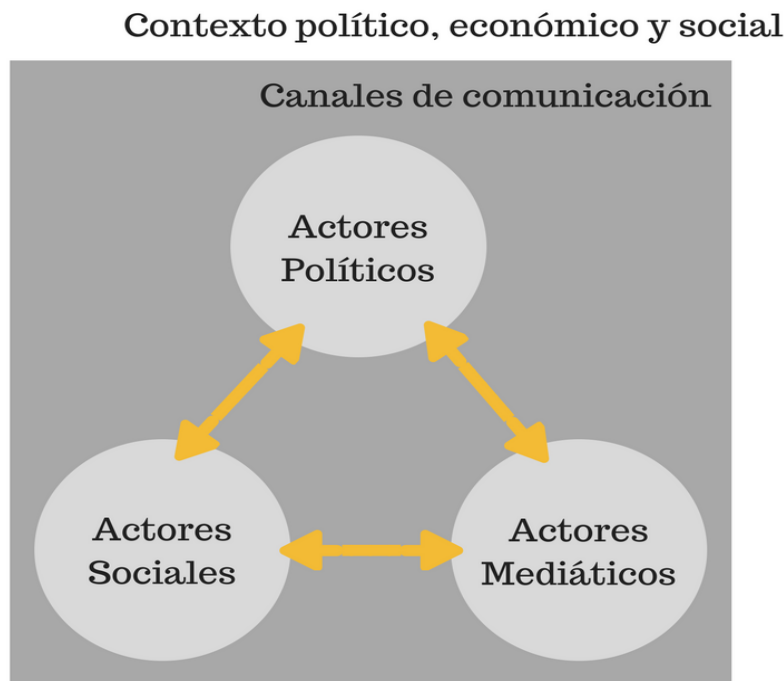 Contexto político, económico y social
Canales de comunicación
Actores
Políticos
Actores
Sociales
Actores
Mediáticos